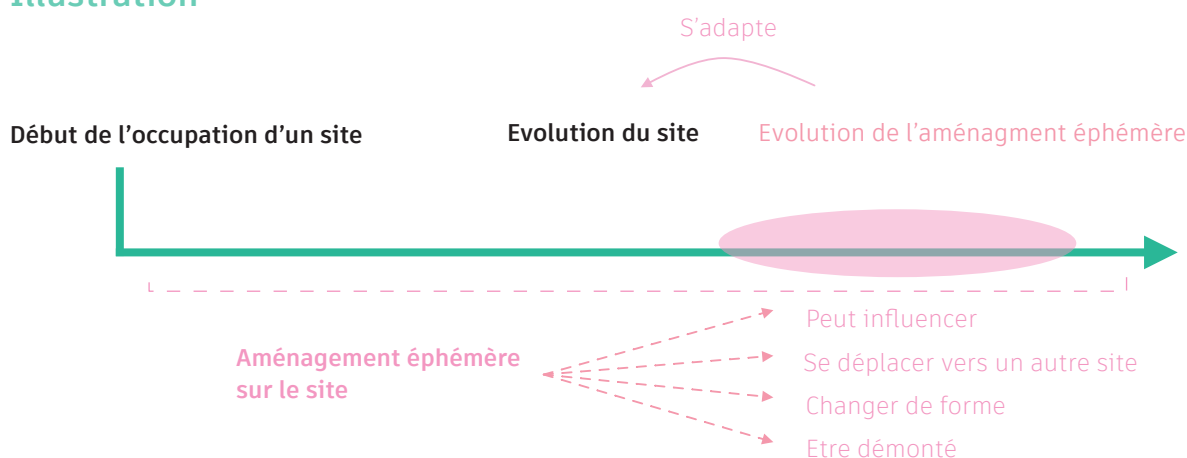 Illustration
S'adapte
Début de l'occupation d'un site
Evolution du site
Evolution de l'aménagment éphémère
Peut influencer
Aménagement éphémère
sur le site
Se déplacer vers un autre site
Changer de forme
Etre démonté